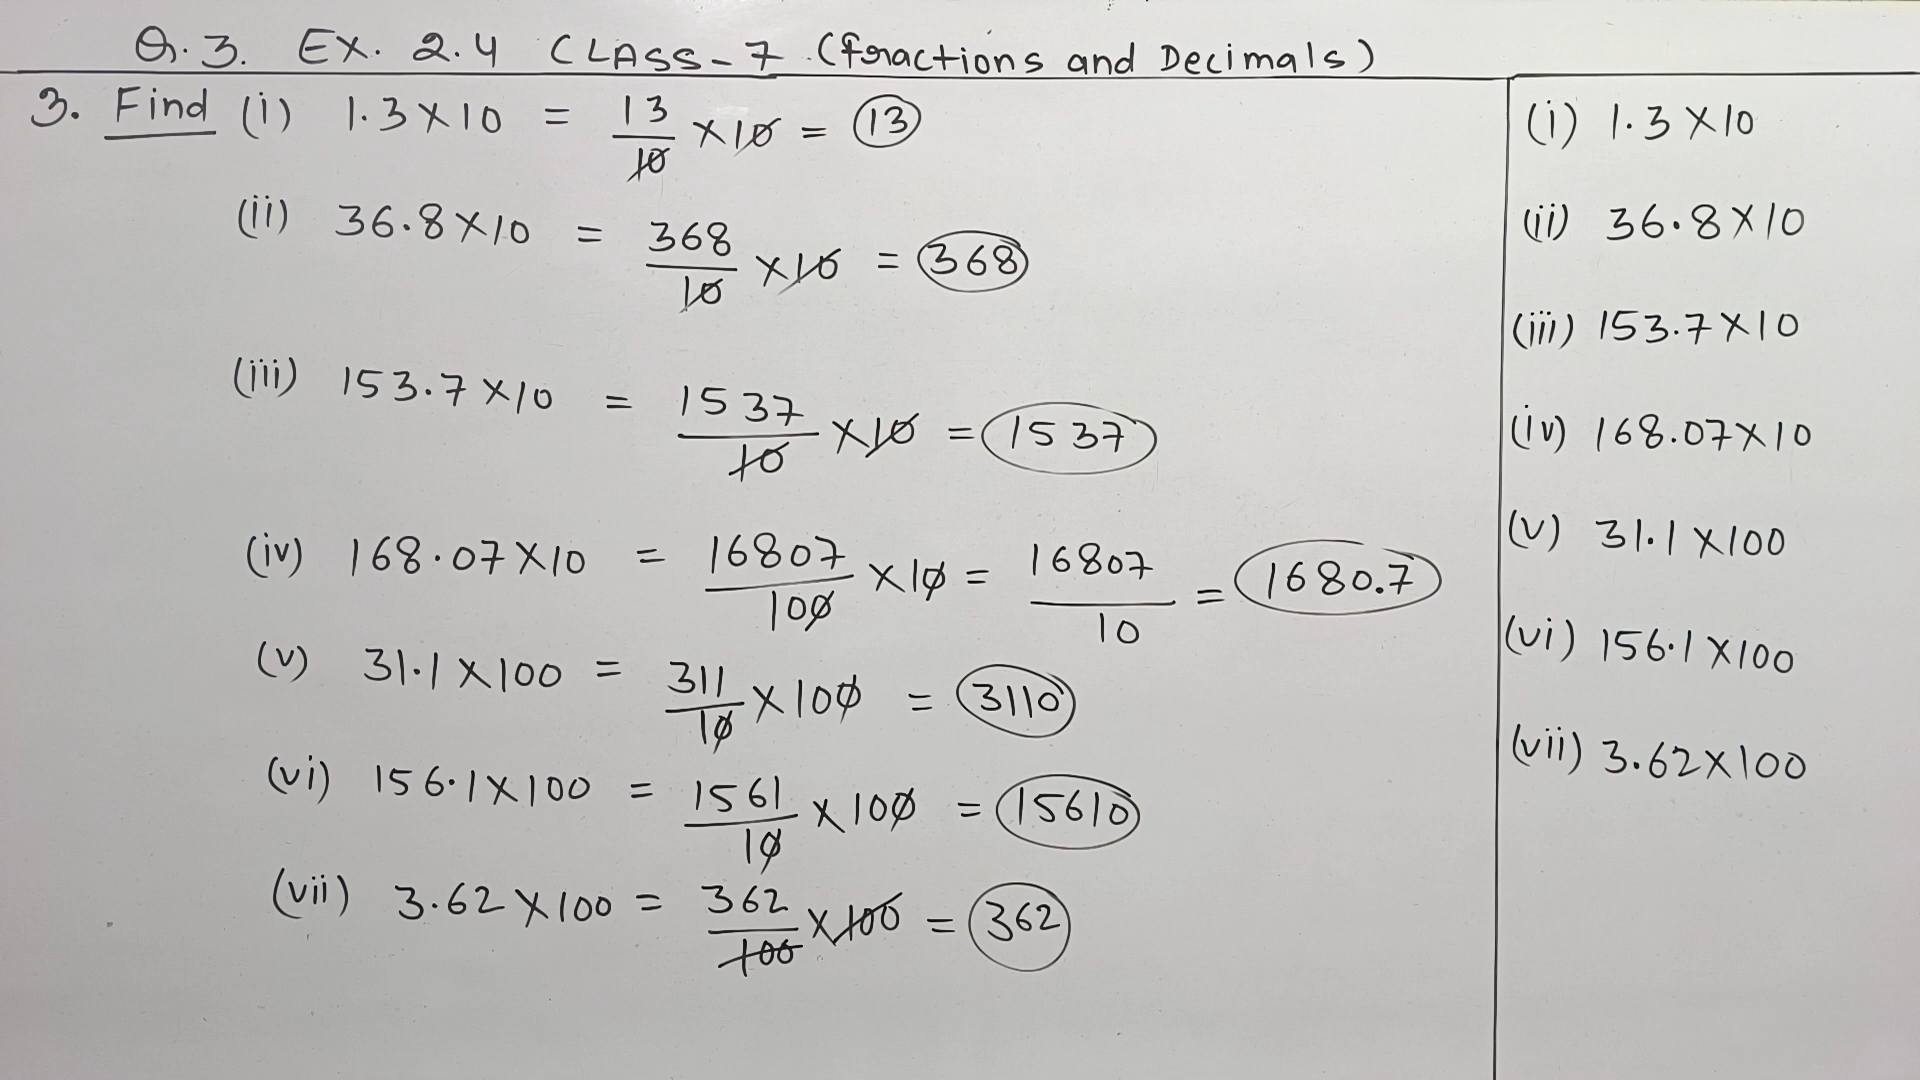 Q.3. EX. 2.4 CLASS-7 (fractions and Decimals)
3. Find (i) 1.3 × 10 = 13/10 × 10 = 13
(ii) 36.8 × 10 = 368/10 × 10 = 368
(iii) 153.7 × 10 = 1537/10 × 10 = 1537
(iv) 168.07 × 10 = 16807/100 × 10 = 16807/10 = 1680.7
(v) 31.1 × 100 = 311/10 × 100 = 3110
(vi) 156.1 × 100 = 1561/10 × 100 = 15610
(vii) 3.62 × 100 = 362/100 × 100 = 362
(i) 1.3 × 10
(ii) 36.8 × 10
(iii) 153.7 × 10
(iv) 168.07 × 10
(v) 31.1 × 100
(vi) 156.1 × 100
(vii) 3.62 × 100